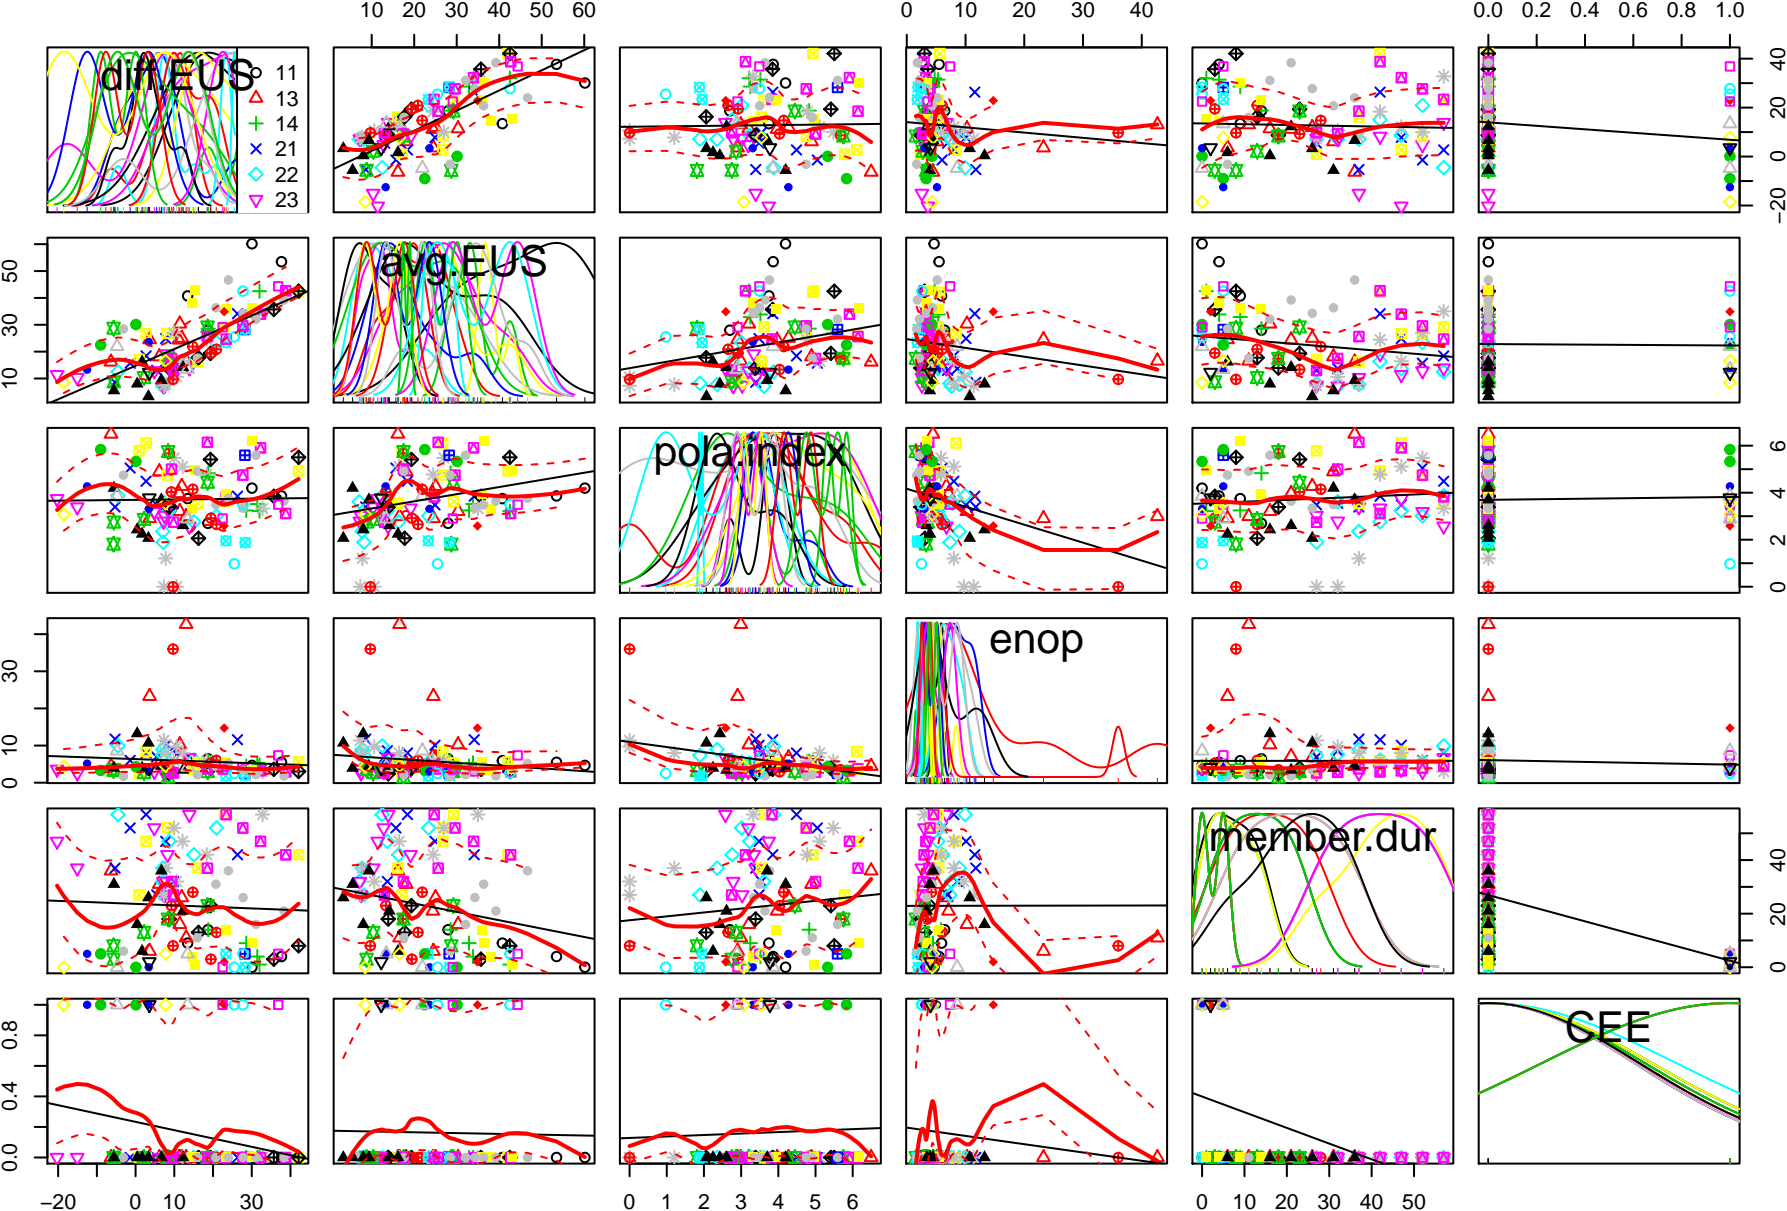 10 20 30 40 50 60
0 10 20 30 40
0.0 0.2 0.4 0.6 0.8 1.0
diff.EUS
11
13
14
21
22
23
−20 0 20 40
10 30 50
avg.EUS
pola.index
0 2 4 6
0 10 30
enop
member.dur
0 20 40
0.0 0.4 0.8
CEE
−20 0 10 30
0 1 2 3 4 5 6
0 10 20 30 40 50